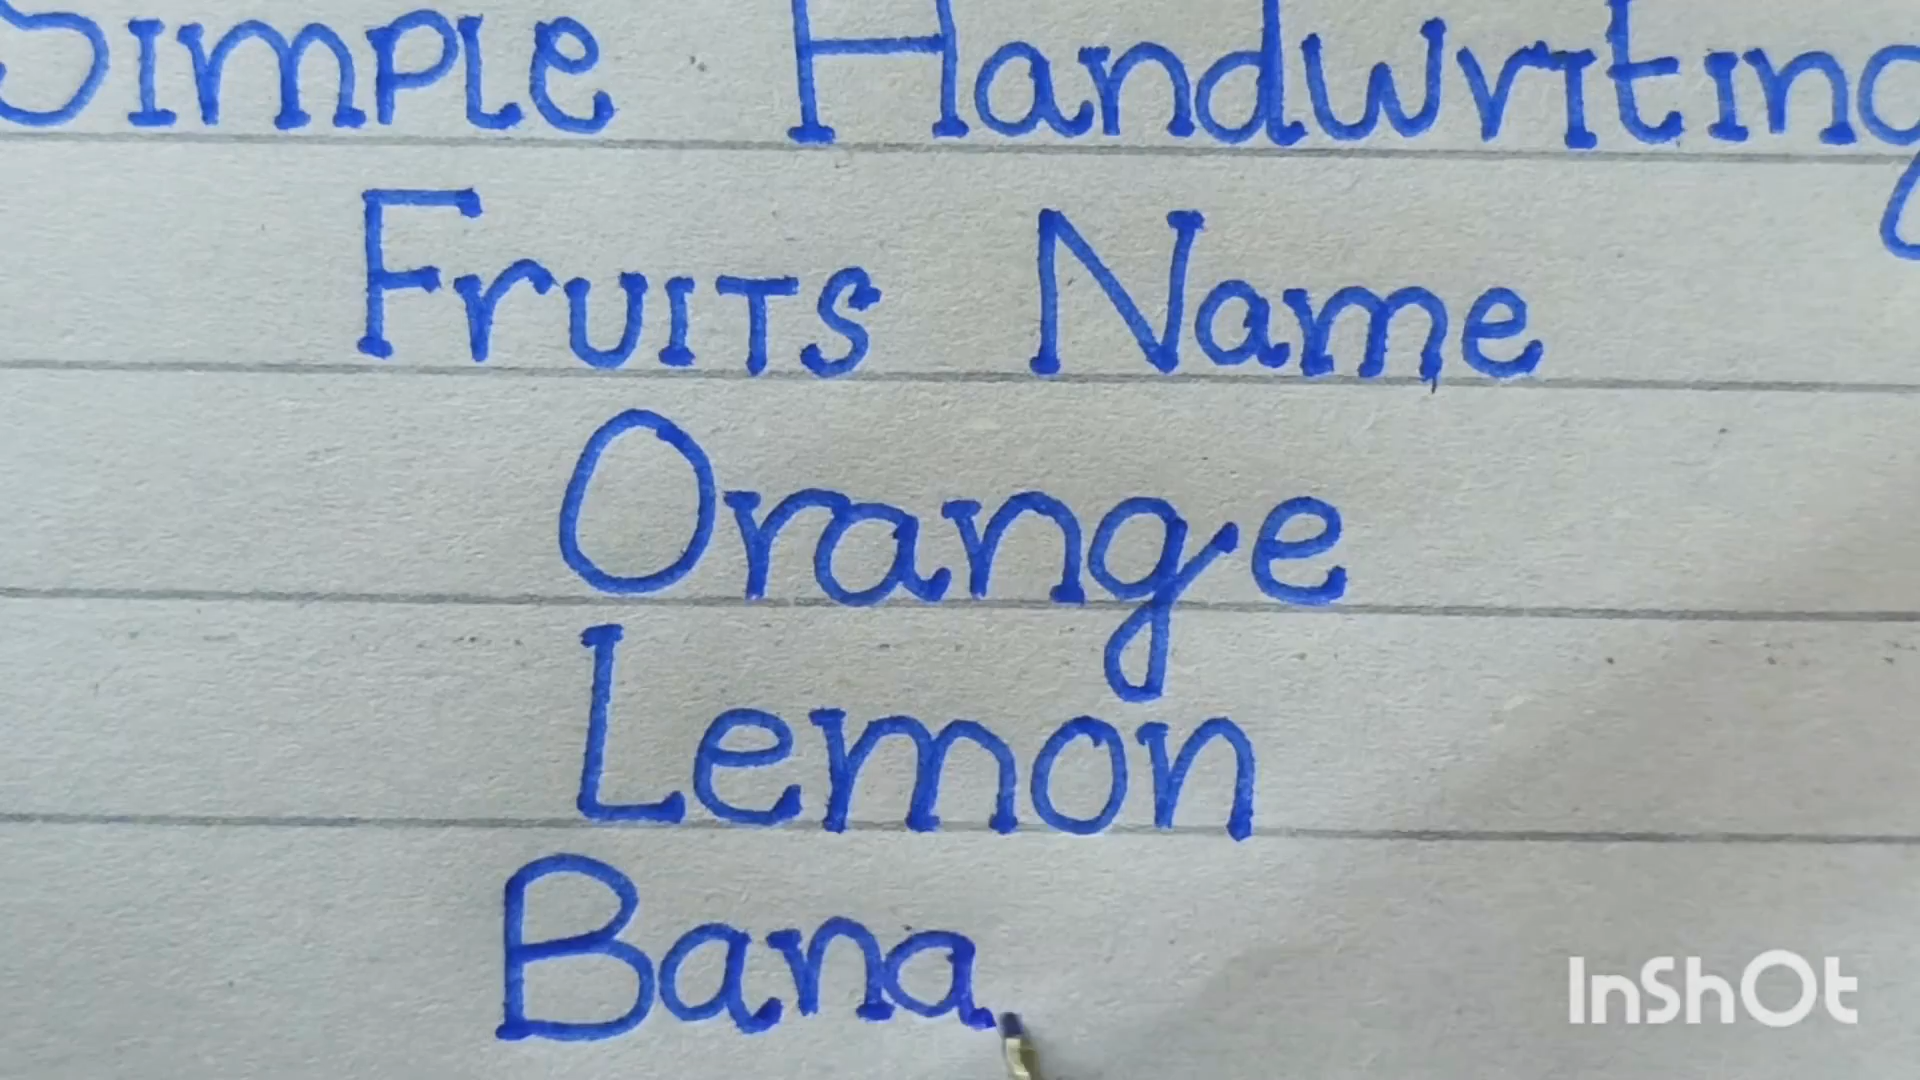 Simple Handwriting
Fruits Name
Orange
Lemon
Bana
InShOt